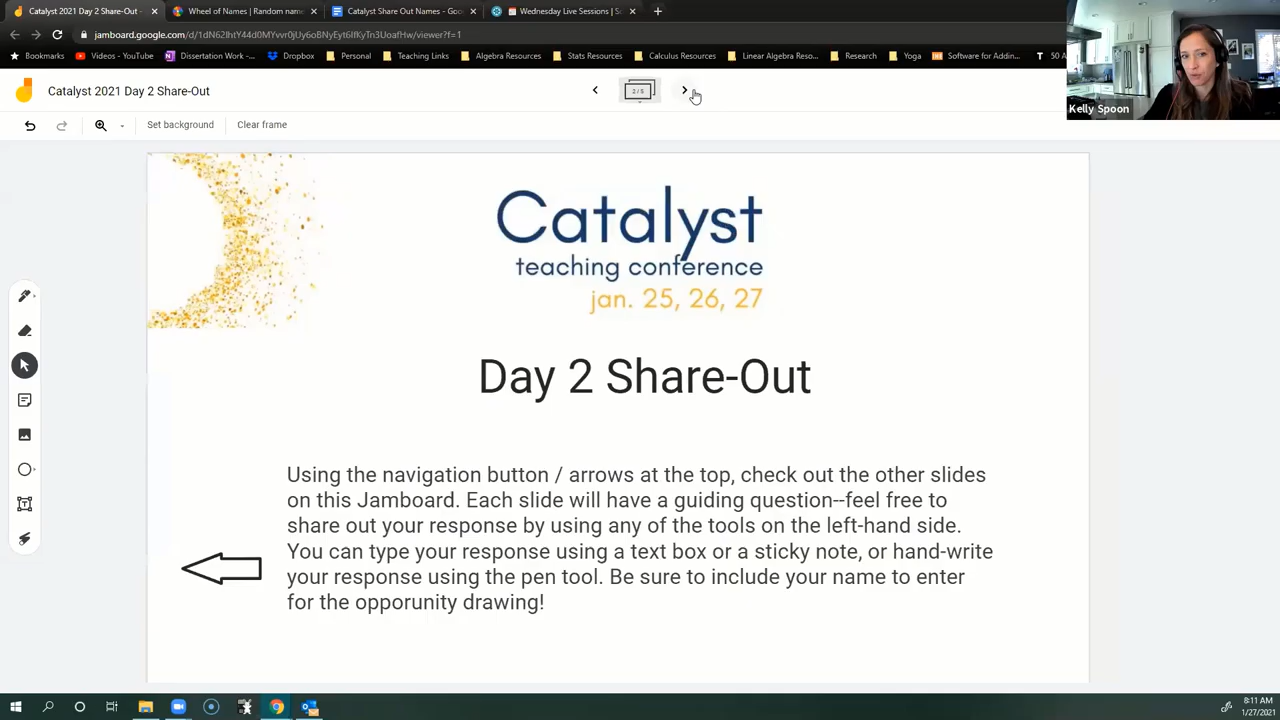 Catalyst 2021 Day 2 Share-Out -
Wheel of Names | Random name
Catalyst Share Out Names - Goo
Wednesday Live Sessions | S
jamboard.google.com/d/1dN62IhtY44d0MYvvr0jUy6oBNyEyt6IfKyTn3UoafHw/viewer?f=1
Bookmarks
Videos - YouTube
Dissertation Work -...
Dropbox
Personal
Teaching Links
Algebra Resources
Stats Resources
Calculus Resources
Linar Algebra Reso...
Research
Yoga
Software for Addin...
50 A
Catalyst 2021 Day 2 Share-Out
2 / 5
Kelly Spoon
Set background
Clear frame
Catalyst
teaching conference
jan. 25, 26, 27
Day 2 Share-Out
Using the navigation button / arrows at the top, check out the other slides
on this Jamboard. Each slide will have a guiding question--feel free to
share out your response by using any of the tools on the left-hand side.
You can type your response using a text box or a sticky note, or hand-write
your response using the pen tool. Be sure to include your name to enter
for the opporunity drawing!
8:11 AM
1/27/2021